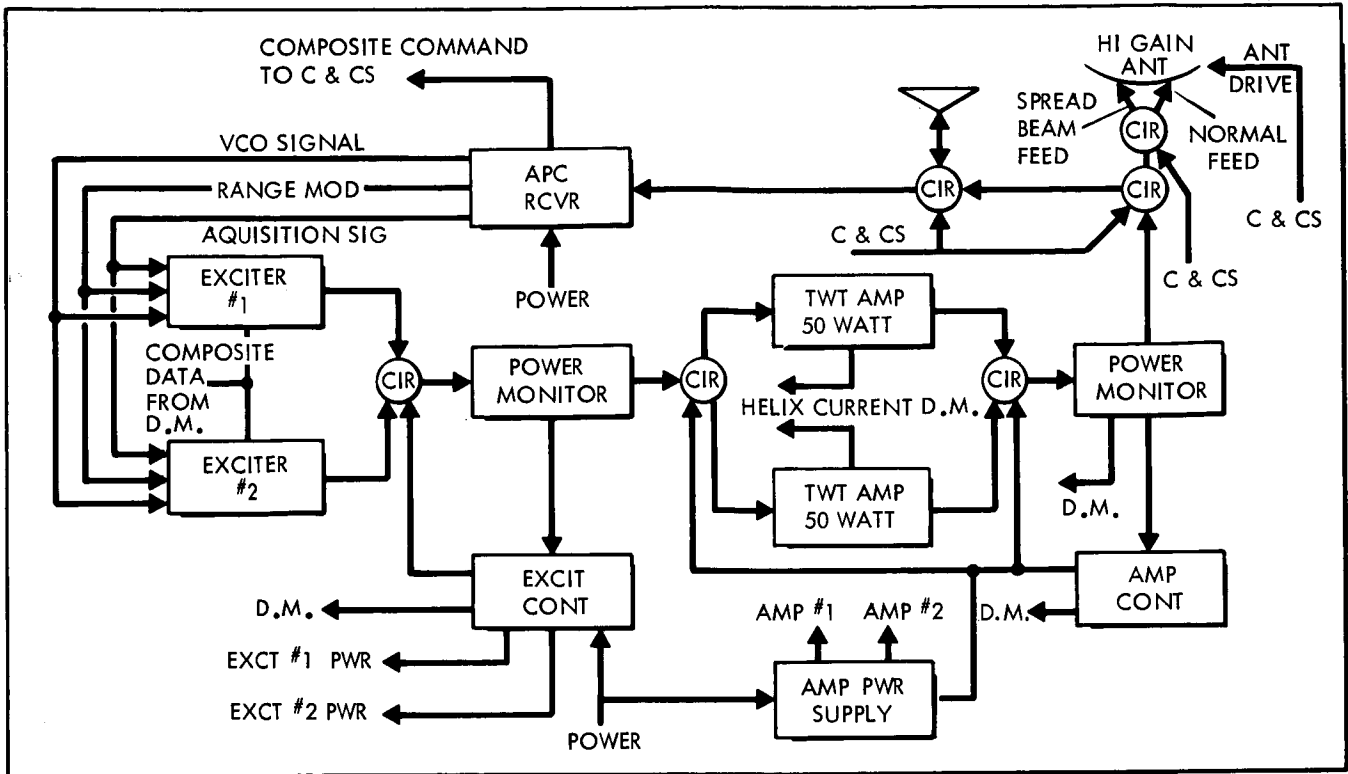 COMPOSITE COMMAND
TO C & CS
HI GAIN
ANT
ANT
DRIVE
SPREAD
BEAM
FEED
CIR
NORMAL
FEED
VCO SIGNAL
RANGE MOD
AQUISITION SIG
APC
RCVR
CIR
CIR
C & CS
C & CS
C & CS
POWER
EXCITER
#1
TWT AMP
50 WATT
COMPOSITE
DATA
FROM
D.M.
CIR
POWER
MONITOR
CIR
HELIX CURRENT D.M.
CIR
POWER
MONITOR
EXCITER
#2
TWT AMP
50 WATT
D.M.
EXCIT
CONT
AMP
CONT
D.M.
AMP #1
AMP #2
D.M.
EXCT #1 PWR
EXCT #2 PWR
AMP PWR
SUPPLY
POWER